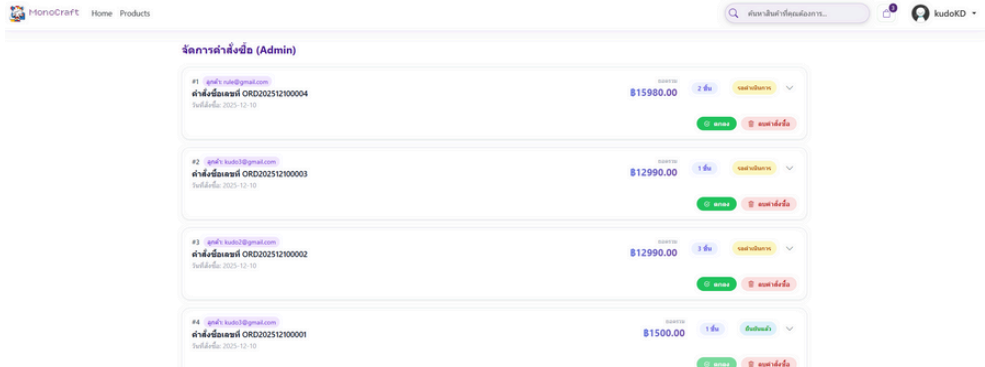 MonoCraft Home Products ค้นหาสินค้าที่คุณต้องการ... 0 kudoKD
จัดการคำสั่งซื้อ (Admin)
#1 ลูกค้า: rule@gmail.com
ยอดรวม
คำสั่งซื้อเลขที่ ORD202512100004
฿15980.00 2 ชิ้น รอดำเนินการ
วันที่สั่งซื้อ: 2025-12-10
ตกลง ลบคำสั่งซื้อ
#2 ลูกค้า: kudo3@gmail.com
ยอดรวม
คำสั่งซื้อเลขที่ ORD202512100003
฿12990.00 1 ชิ้น รอดำเนินการ
วันที่สั่งซื้อ: 2025-12-10
ตกลง ลบคำสั่งซื้อ
#3 ลูกค้า: kudo2@gmail.com
ยอดรวม
คำสั่งซื้อเลขที่ ORD202512100002
฿12990.00 3 ชิ้น รอดำเนินการ
วันที่สั่งซื้อ: 2025-12-10
ตกลง ลบคำสั่งซื้อ
#4 ลูกค้า: kudo3@gmail.com
ยอดรวม
คำสั่งซื้อเลขที่ ORD202512100001
฿1500.00 1 ชิ้น ยืนยันแล้ว
วันที่สั่งซื้อ: 2025-12-10
ตกลง ลบคำสั่งซื้อ